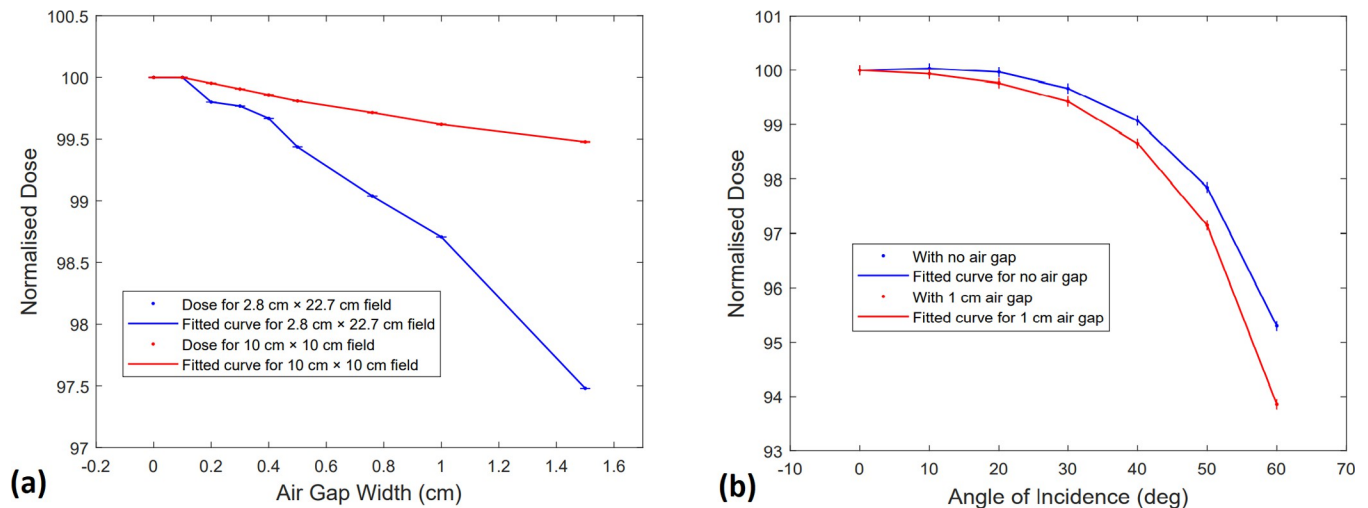 100.5
100
99.5
99
98.5
98
97.5
97
Normalised Dose
Dose for 2.8 cm × 22.7 cm field
Fitted curve for 2.8 cm × 22.7 cm field
Dose for 10 cm × 10 cm field
Fitted curve for 10 cm × 10 cm field
-0.2 0 0.2 0.4 0.6 0.8 1 1.2 1.4 1.6
Air Gap Width (cm)
(a)
101
100
99
98
97
96
95
94
93
Normalised Dose
With no air gap
Fitted curve for no air gap
With 1 cm air gap
Fitted curve for 1 cm air gap
-10 0 10 20 30 40 50 60 70
Angle of Incidence (deg)
(b)